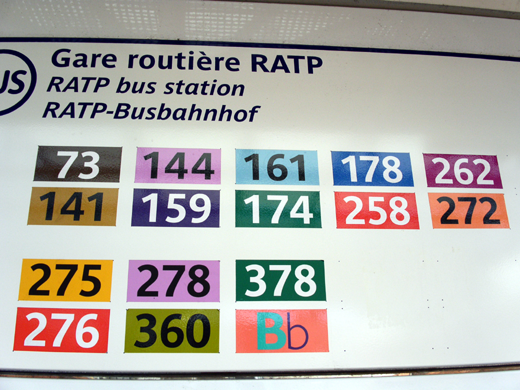 US
Gare routière RATP
RATP bus station
RATP-Busbahnhof
73 144 161 178 262
141 159 174 258 272
275 278 378
276 360 Bb